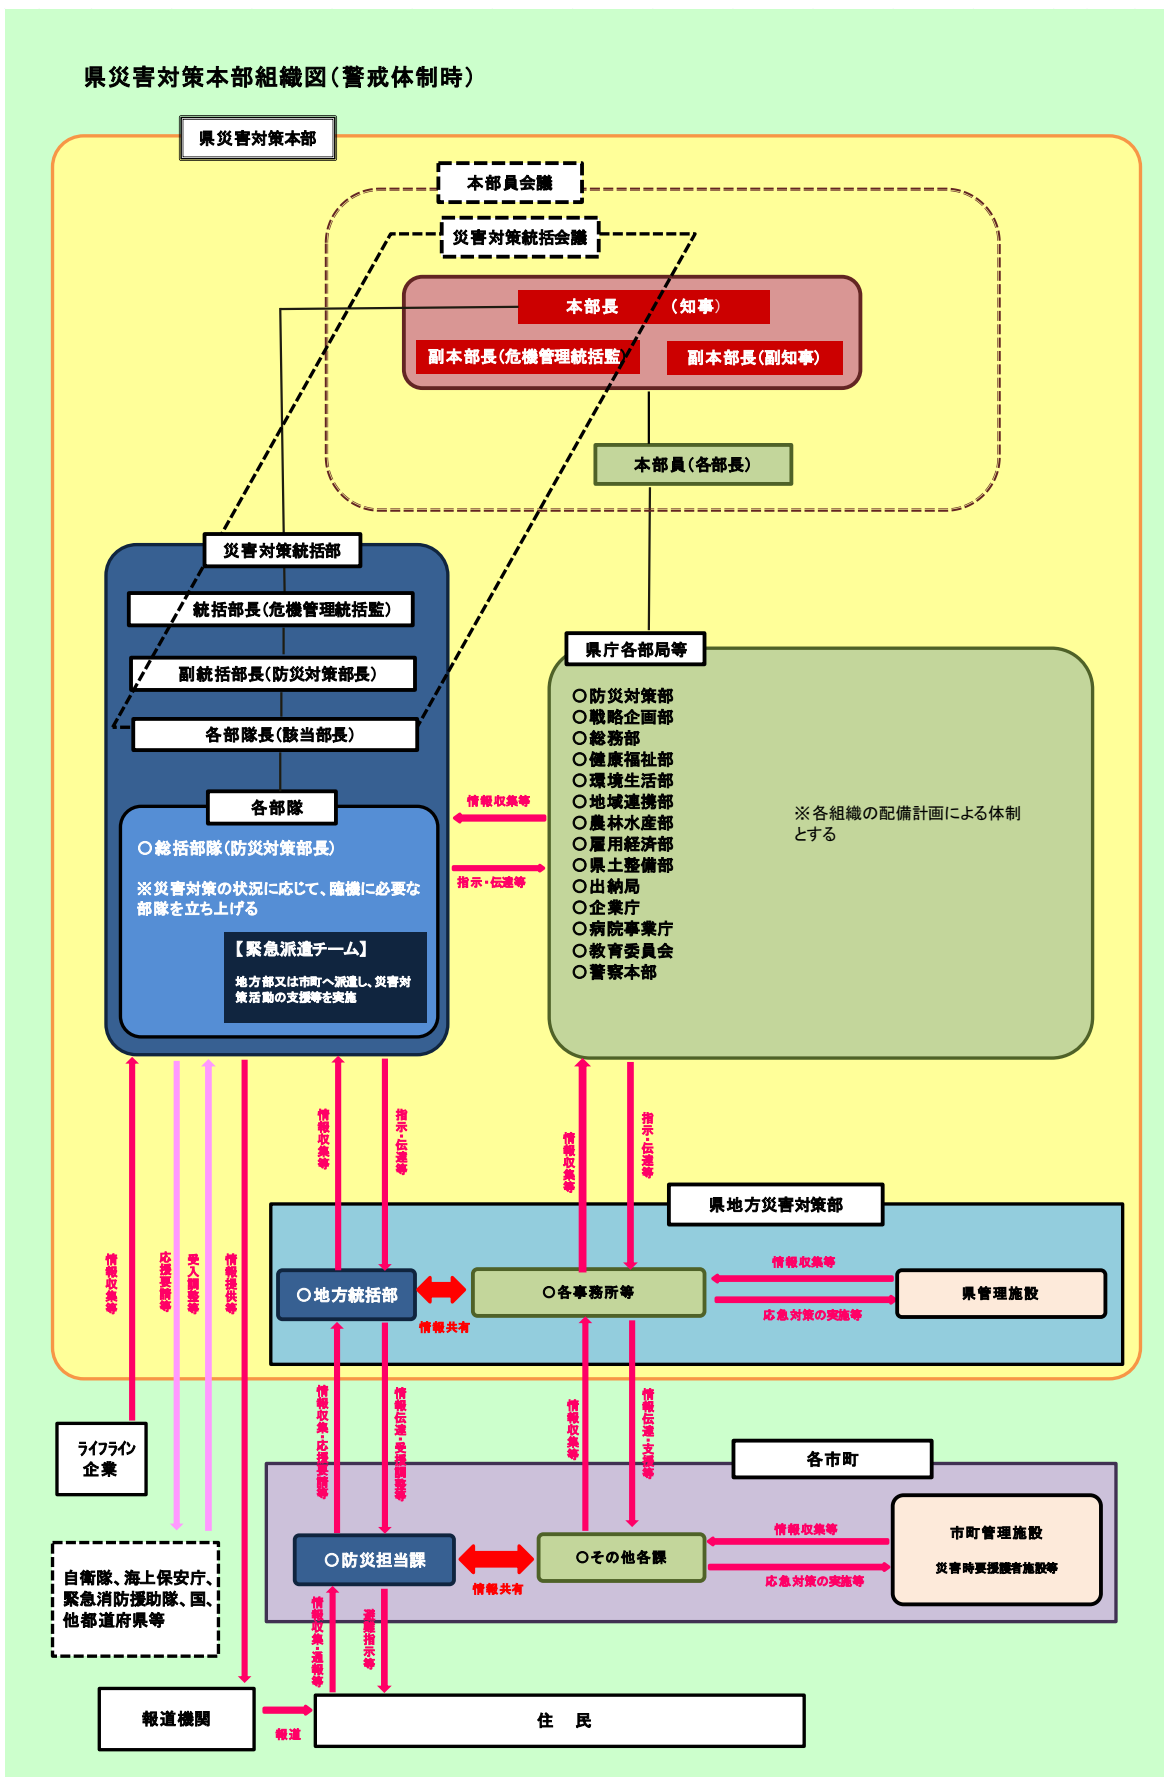 県災害対策本部組織図（警戒体制時）
県災害対策本部
本部員会議
災害対策統括会議
本部長　　　（知事）
副本部長（危機管理統括監）
副本部長（副知事）
本部員（各部長）
災害対策統括部
統括部長（危機管理統括監）
副統括部長（防災対策部長）
各部隊長（該当部長）
各部隊
○総括部隊（防災対策部長）
※災害対策の状況に応じて、臨機に必要な
部隊を立ち上げる
【緊急派遣チーム】
地方部又は市町へ派遣し、災害対
策活動の支援等を実施
情報収集等
指示・伝達等
県庁各部局等
○防災対策部
○戦略企画部
○総務部
○健康福祉部
○環境生活部
○地域連携部
○農林水産部
○雇用経済部
○県土整備部
○出納局
○企業庁
○病院事業庁
○教育委員会
○警察本部
※各組織の配備計画による体制
とする
情報収集等
指示・伝達等
情報収集等
指示・伝達等
情報収集等
応援要請等
受入調整等
情報提供等
県地方災害対策部
○地方統括部
情報共有
○各事務所等
情報収集等
応急対策の実施等
県管理施設
情報収集・応援要請等
情報伝達・受援調整等
情報収集等
情報伝達・支援等
ライフライン
企業
各市町
○防災担当課
情報共有
○その他各課
情報収集等
応急対策の実施等
市町管理施設
災害時要援護者施設等
自衛隊、海上保安庁、
緊急消防援助隊、国、
他都道府県等
情報収集・通報等
避難指示等
報道機関
報道
住　民